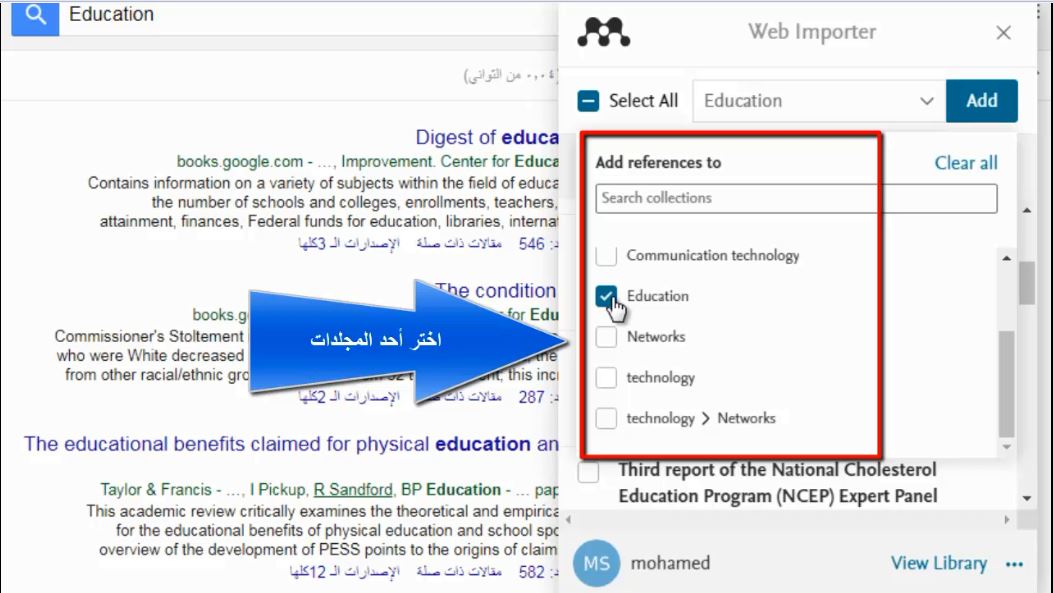 Education
Web Importer
(٠,٠٤ من الثواني)
Select All
Education
Add
Add references to
Clear all
Search collections
Communication technology
Education
Networks
technology
technology > Networks
Third report of the National Cholesterol
Education Program (NCEP) Expert Panel
MS
mohamed
View Library
Digest of educa
books.google.com - …, Improvement. Center for Educa
Contains information on a variety of subjects within the field of educa
the number of schools and colleges, enrollments, teachers,
attainment, finances, Federal funds for education, libraries, internat
546 مقالات ذات صلة الإصدارات الـ 3كلها
The condition
books.g
for Edu
Commissioner's Stoltement
who were White decreased
the
from other racial/ethnic gro
this inc
287
الإصدارات الـ 2كلها
اختر أحد المجلدات
The educational benefits claimed for physical education an
Taylor & Francis - …, I Pickup, R Sandford, BP Education - … pap
This academic review critically examines the theoretical and empirica
for the educational benefits of physical education and school spo
overview of the development of PESS points to the origins of claim
582 مقالات ذات صلة الإصدارات الـ 12كلها